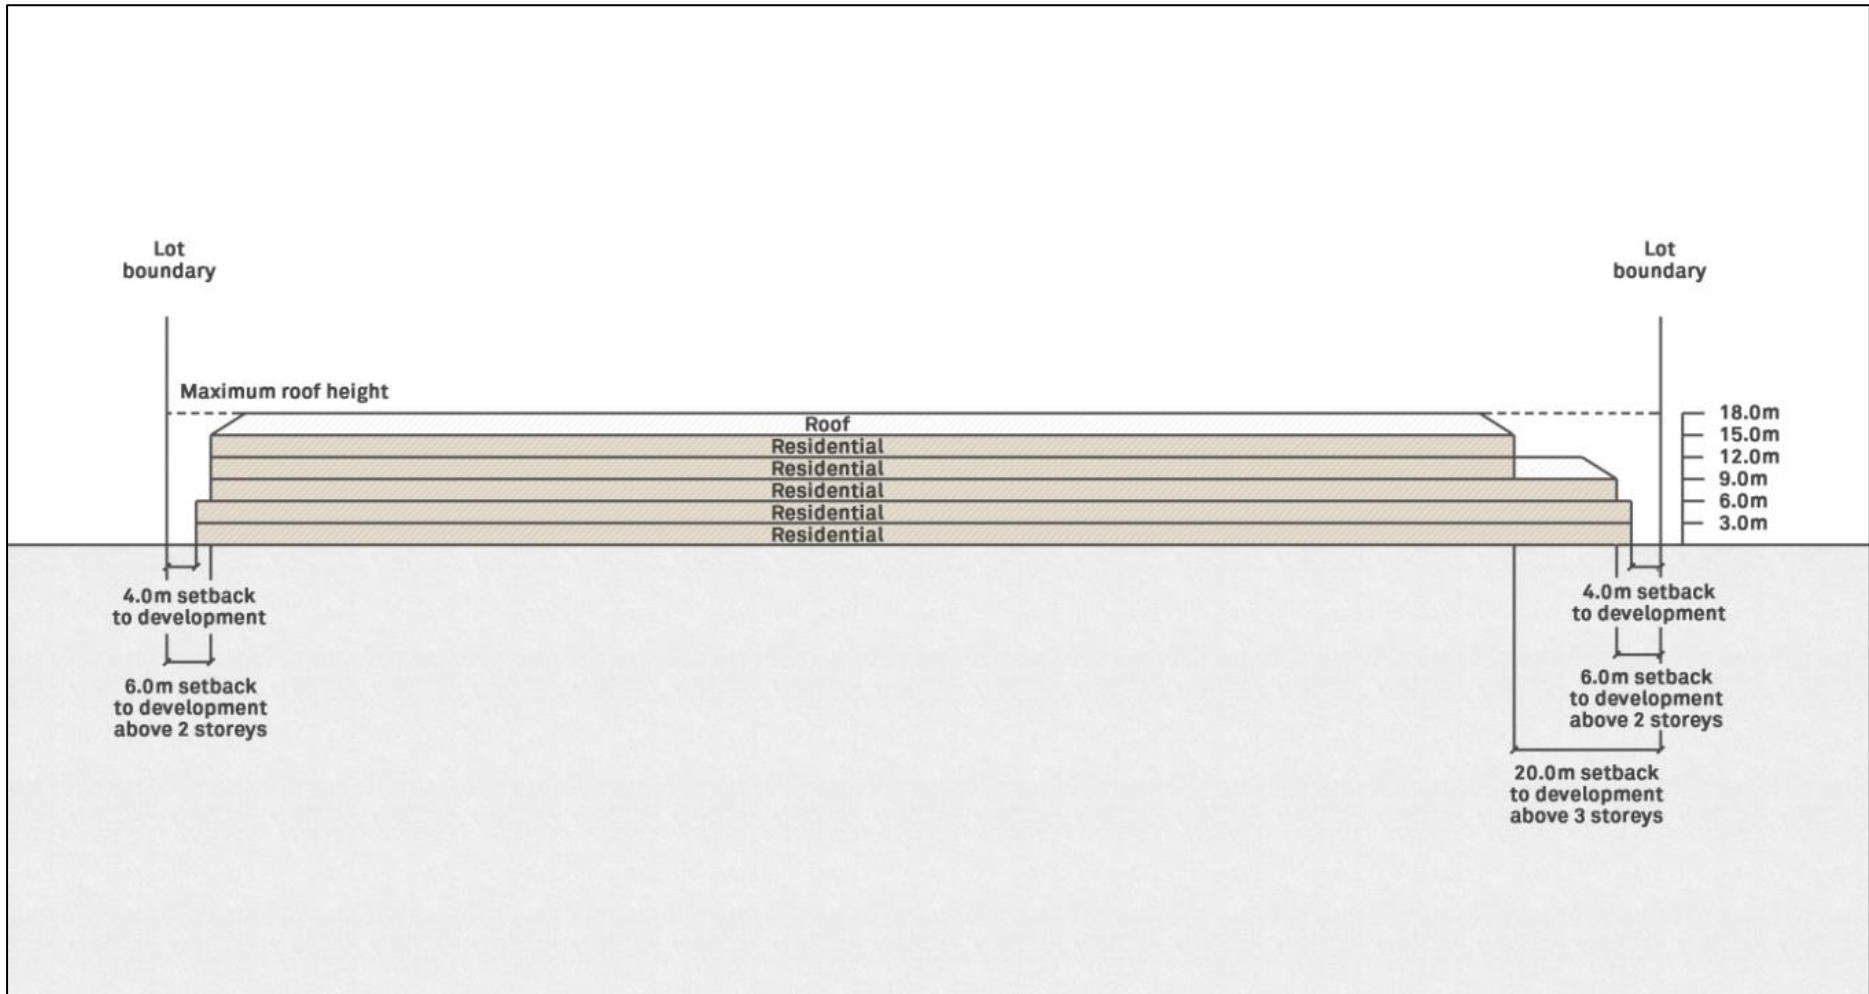 Lot
boundary
Lot
boundary
Maximum roof height
Roof
Residential
Residential
Residential
Residential
Residential
18.0m
15.0m
12.0m
9.0m
6.0m
3.0m
4.0m setback
to development
6.0m setback
to development
above 2 storeys
4.0m setback
to development
6.0m setback
to development
above 2 storeys
20.0m setback
to development
above 3 storeys